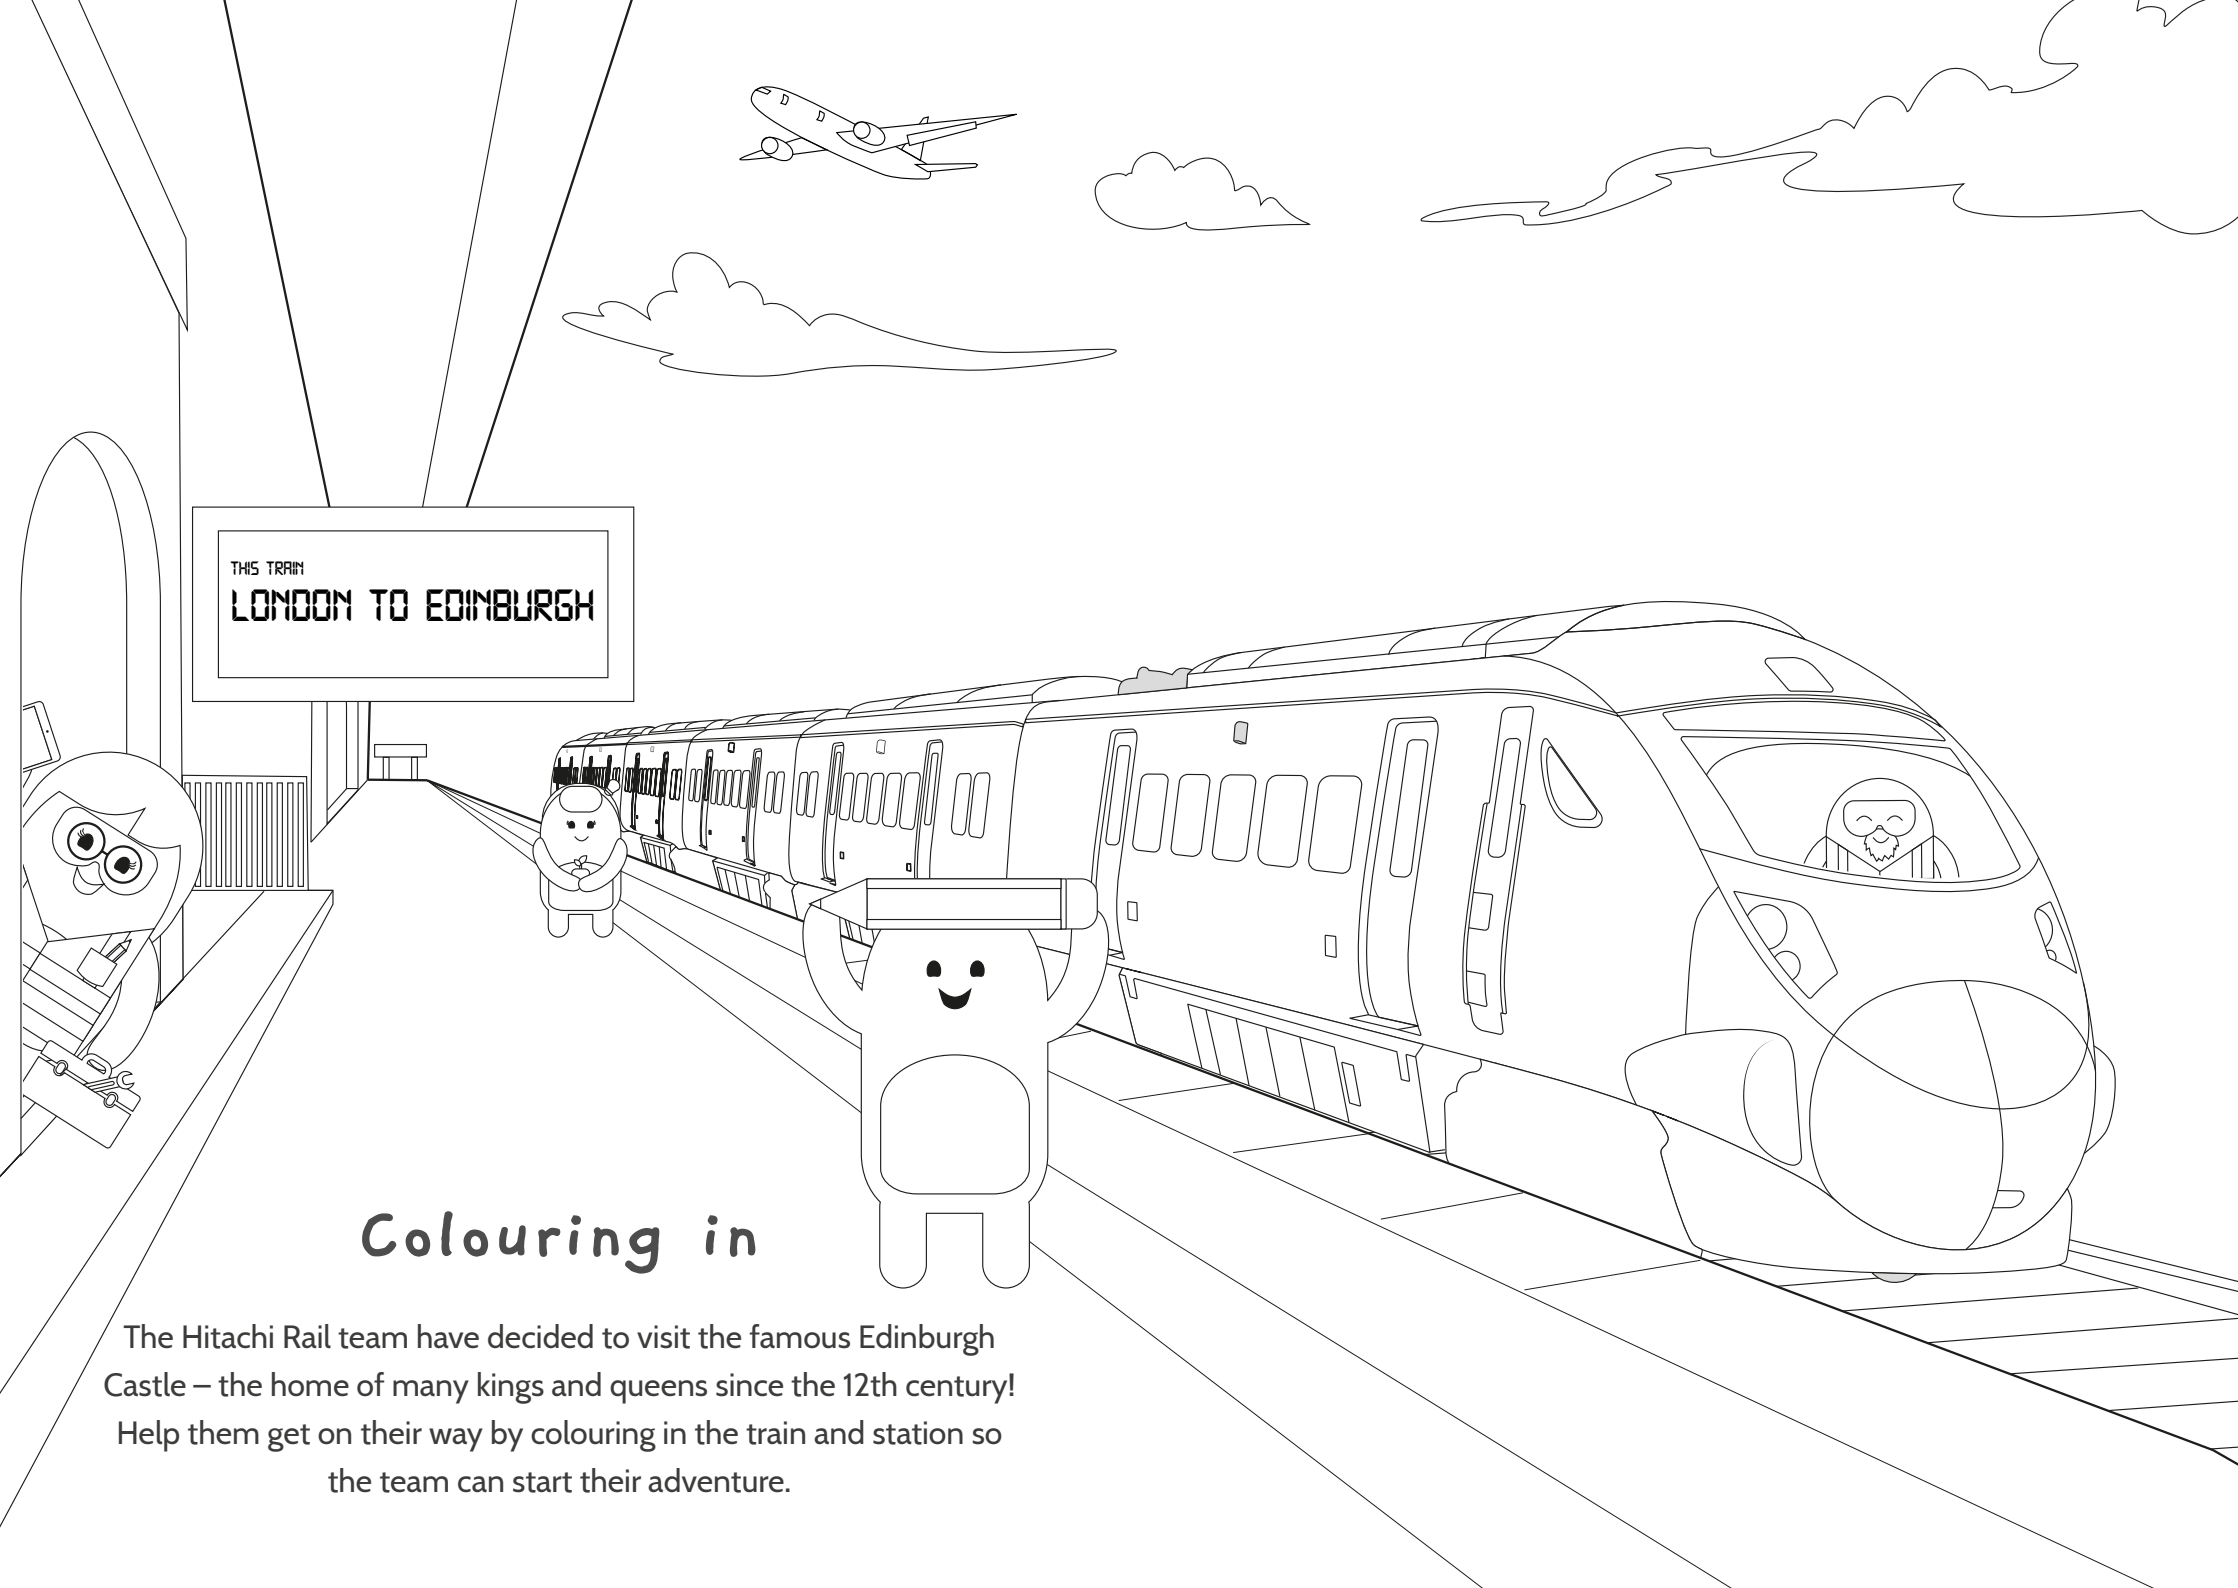 THIS TRAIN
LONDON TO EDINBURGH
Colouring in
The Hitachi Rail team have decided to visit the famous Edinburgh
Castle – the home of many kings and queens since the 12th century!
Help them get on their way by colouring in the train and station so
the team can start their adventure.